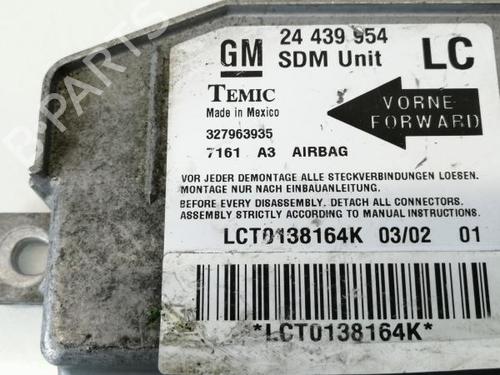 GM 24 439 954 LC
SDM Unit
TEMIC
Made in Mexico
VORNE
FORWARD
327963935
7161 A3 AIRBAG
VOR JEDER DEMONTAGE ALLE STECKVERBINDUNGEN LOESEN.
MONTAGE NUR NACH EINBAUANLEITUNG.
BEFORE EVERY DISASSEMBLY, DETACH ALL CONNECTORS.
ASSEMBLY STRICTLY ACCORDING TO MANUAL INSTRUCTIONS.
LCT0138164K 03/02 01
*LCT0138164K*
B-Parts